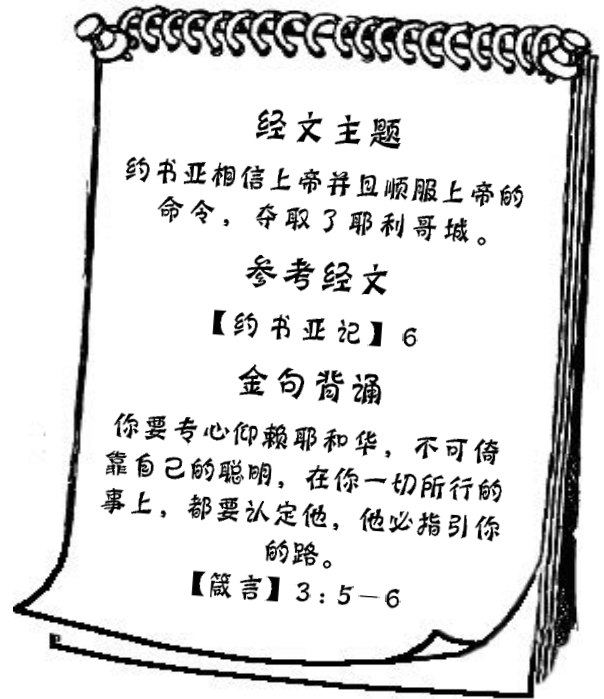 经文主题
约书亚相信上帝并且顺服上帝的
命令，夺取了耶利哥城。
参考经文
【约书亚记】6
金句背诵
你要专心仰赖耶和华，不可倚
靠自己的聪明，在你一切所行的
事上，都要认定他，他必指引你
的路。
【箴言】3：5－6